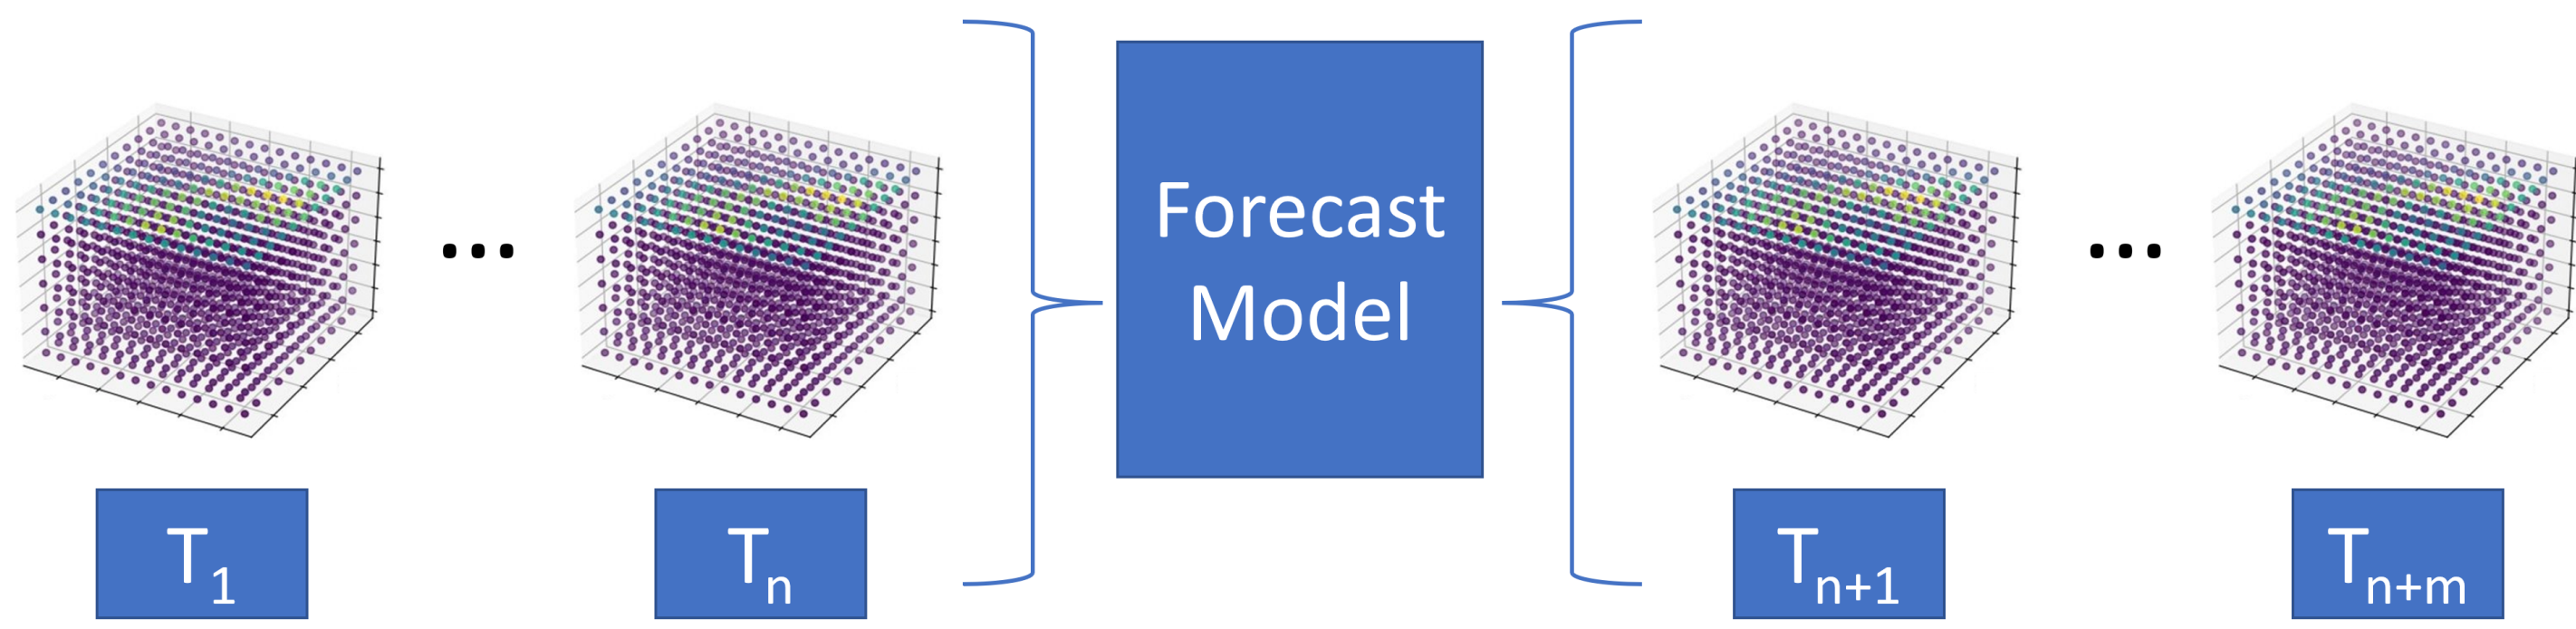 Forecast
Model
T₁
Tₙ
Tₙ₊₁
Tₙ₊ₘ